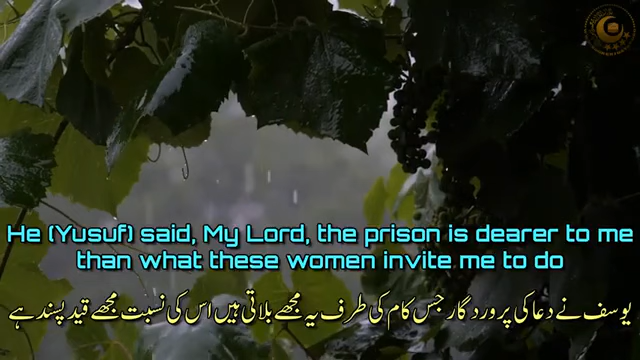 He (Yusuf) said, My Lord, the prison is dearer to me
than what these women invite me to do
یوسف نے دعا کی پروردگار جس کام کی طرف یہ مجھے بلاتی ہیں اس کی نسبت مجھے قید پسند ہے